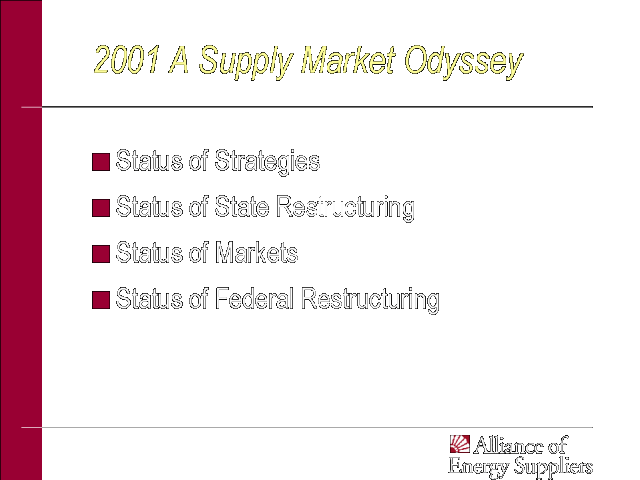 2001 A Supply Market Odyssey
Status of Strategies
Status of State Restructuring
Status of Markets
Status of Federal Restructuring
Alliance of
Energy Suppliers